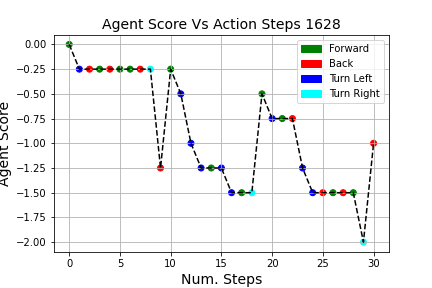 Agent Score Vs Action Steps 1628
Forward
Back
Turn Left
Turn Right
0.00
−0.25
−0.50
−0.75
−1.00
−1.25
−1.50
−1.75
−2.00
Agent Score
0 5 10 15 20 25 30
Num. Steps